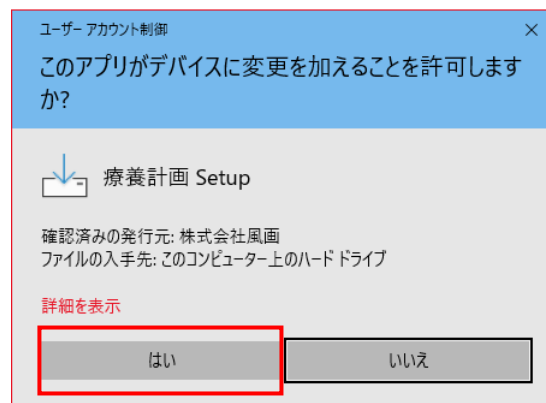 ユーザー アカウント制御
このアプリがデバイスに変更を加えることを許可します
か?
療養計画 Setup
確認済みの発行元: 株式会社風画
ファイルの入手先: このコンピューター上のハード ドライブ
詳細を表示
はい
いいえ